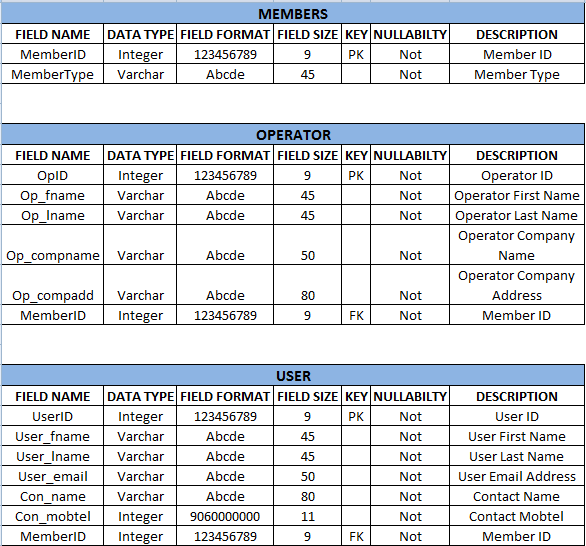 MEMBERS
FIELD NAME DATA TYPE FIELD FORMAT FIELD SIZE KEY NULLABILTY DESCRIPTION
MemberID Integer 123456789 9 PK Not Member ID
MemberType Varchar Abcde 45 Not Member Type
OPERATOR
FIELD NAME DATA TYPE FIELD FORMAT FIELD SIZE KEY NULLABILTY DESCRIPTION
OpID Integer 123456789 9 PK Not Operator ID
Op_fname Varchar Abcde 45 Not Operator First Name
Op_lname Varchar Abcde 45 Not Operator Last Name
Op_compname Varchar Abcde 50 Not Operator Company
Name
Op_compadd Varchar Abcde 80 Not Operator Company
Address
MemberID Integer 123456789 9 FK Not Member ID
USER
FIELD NAME DATA TYPE FIELD FORMAT FIELD SIZE KEY NULLABILTY DESCRIPTION
UserID Integer 123456789 9 PK Not User ID
User_fname Varchar Abcde 45 Not User First Name
User_lname Varchar Abcde 45 Not User Last Name
User_email Varchar Abcde 50 Not User Email Address
Con_name Varchar Abcde 80 Not Contact Name
Con_mobtel Integer 9060000000 11 Not Contact Mobtel
MemberID Integer 123456789 9 FK Not Member ID